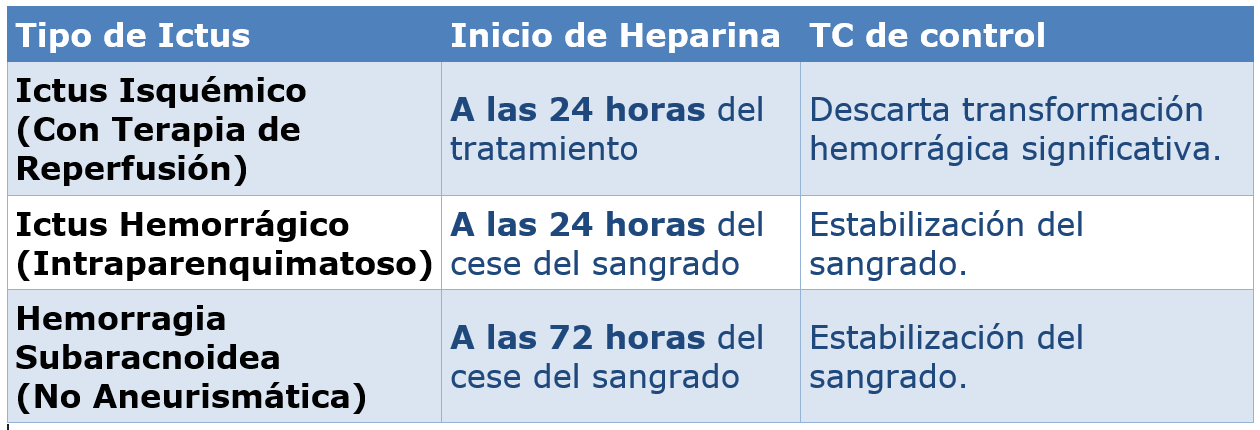 Tipo de Ictus
Inicio de Heparina
TC de control
Ictus Isquémico
(Con Terapia de
Reperfusión)
A las 24 horas del
tratamiento
Descarta transformación
hemorrágica significativa.
Ictus Hemorrágico
(Intraparenquimatoso)
A las 24 horas del
cese del sangrado
Estabilización del
sangrado.
Hemorragia
Subaracnoidea
(No Aneurismática)
A las 72 horas del
cese del sangrado
Estabilización del
sangrado.